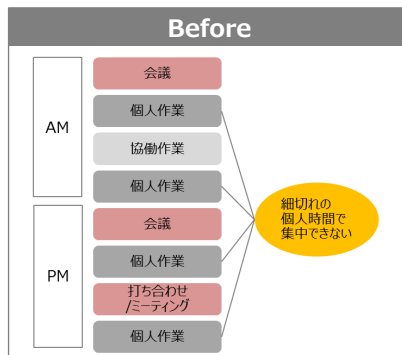 Before
AM
会議
個人作業
協働作業
個人作業
PM
会議
個人作業
打ち合わせ
/ミーティング
個人作業
細切れの
個人時間で
集中できない